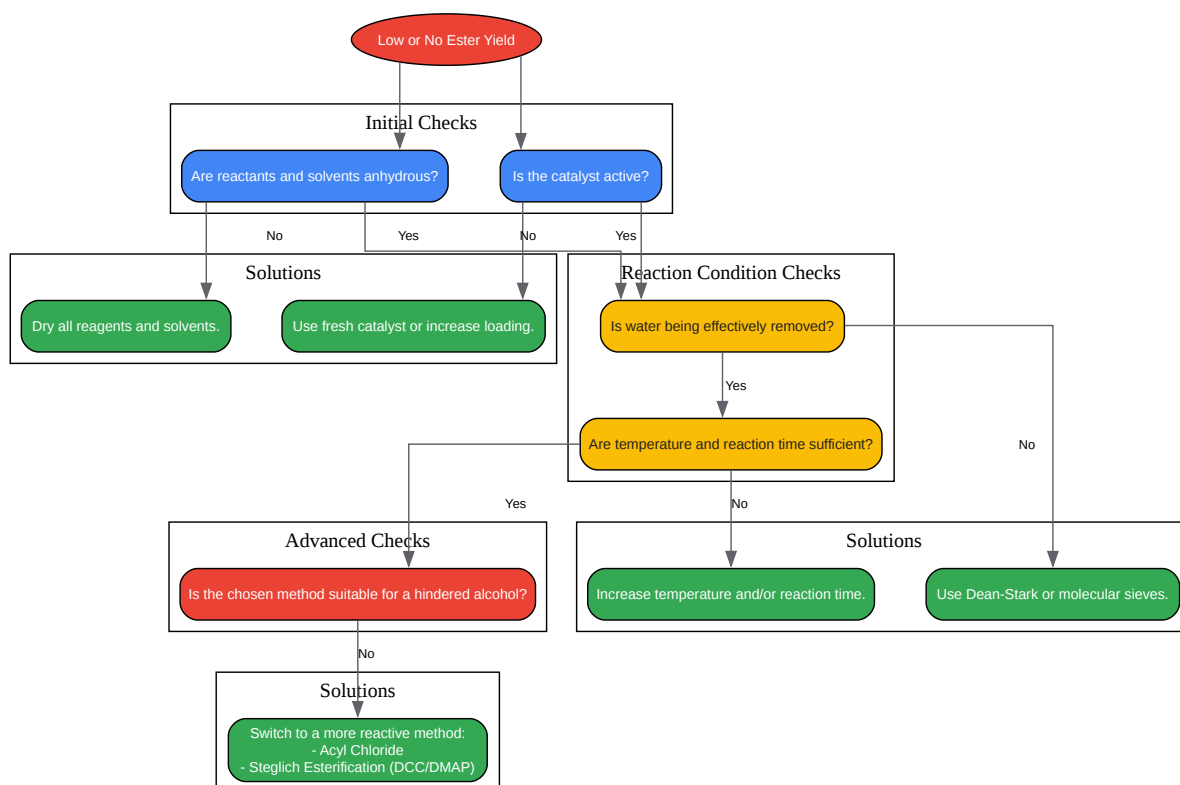 Low or No Ester Yield
Initial Checks
Are reactants and solvents anhydrous?
Is the catalyst active?
No
Yes
No
Yes
Solutions
Reaction Condition Checks
Dry all reagents and solvents.
Use fresh catalyst or increase loading.
Is water being effectively removed?
Yes
Are temperature and reaction time sufficient?
No
Yes
No
Advanced Checks
Solutions
Is the chosen method suitable for a hindered alcohol?
Increase temperature and/or reaction time.
Use Dean-Stark or molecular sieves.
No
Solutions
Switch to a more reactive method:
- Acyl Chloride
- Steglich Esterification (DCC/DMAP)